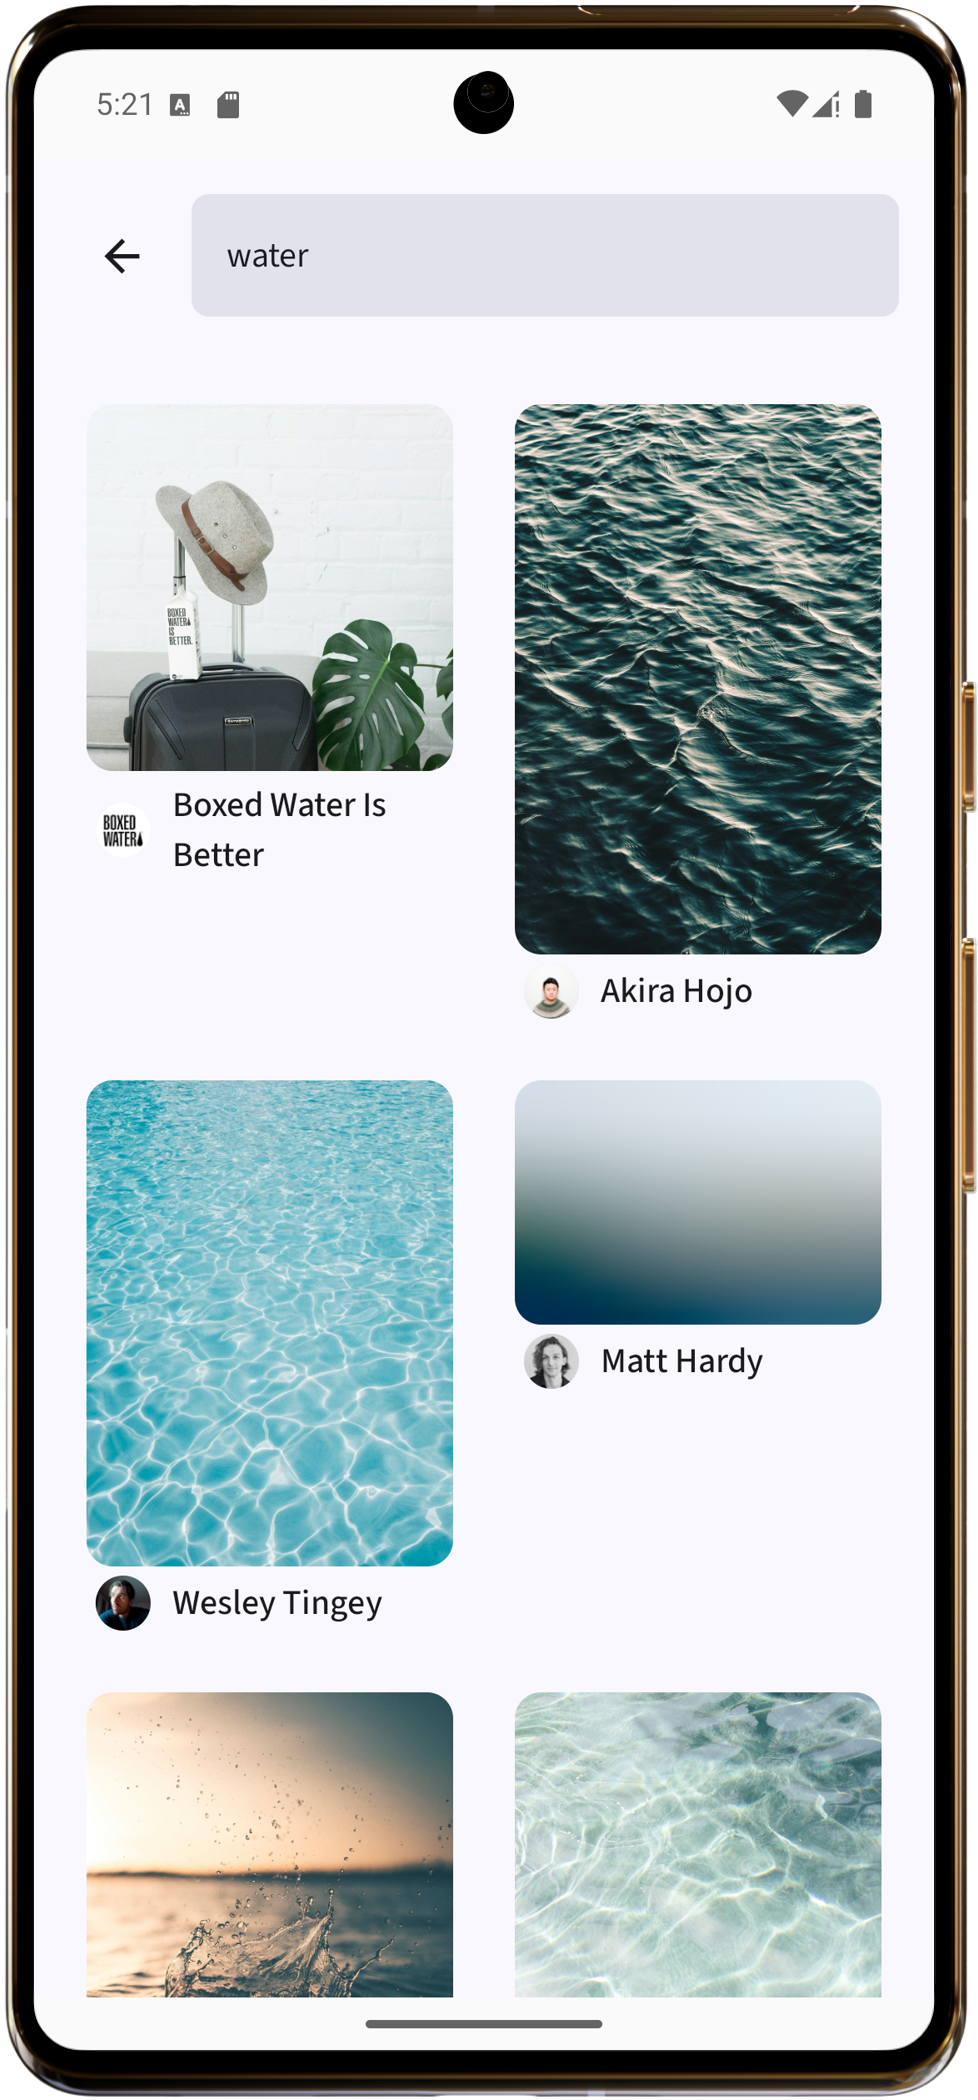 5:21
A
water
BOXED
WATER
IS
BETTER.
BOXED
WATER
Boxed Water Is
Better
Akira Hojo
Wesley Tingey
Matt Hardy